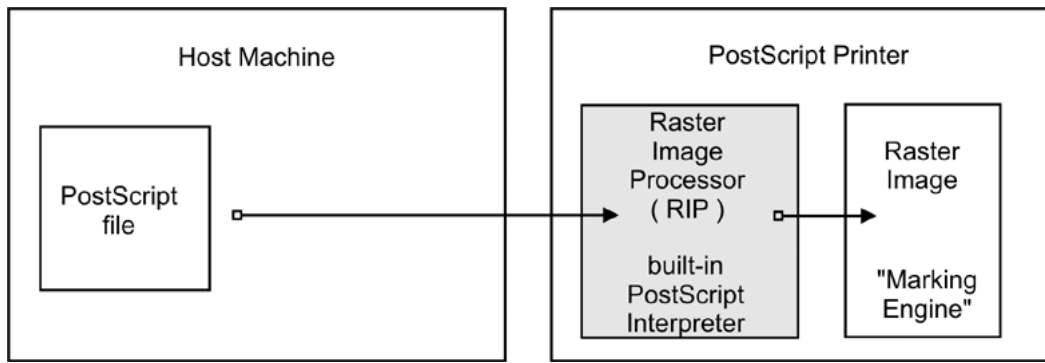 Host Machine
PostScript
file
PostScript Printer
Raster
Image
Processor
( RIP )
built-in
PostScript
Interpreter
Raster
Image
"Marking
Engine"